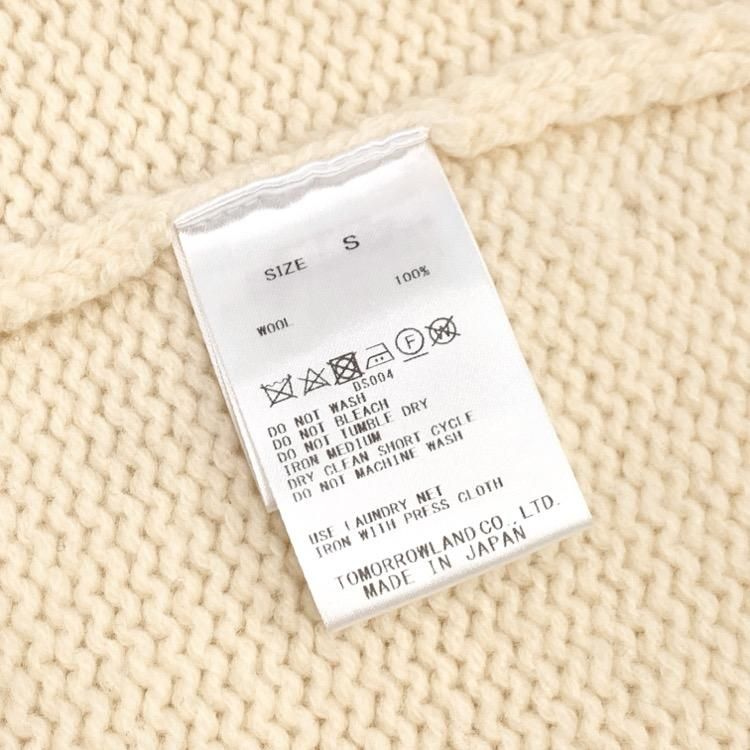 SIZE S
100%
WOOL
F W
DS004
DO NOT WASH
DO NOT BLEACH
DO NOT TUMBLE DRY
IRON MEDIUM
DRY CLEAN SHORT CYCLE
DO NOT MACHINE WASH
USE LAUNDRY NET
IRON WITH PRESS CLOTH
TOMORROWLAND CO., LTD.
MADE IN JAPAN